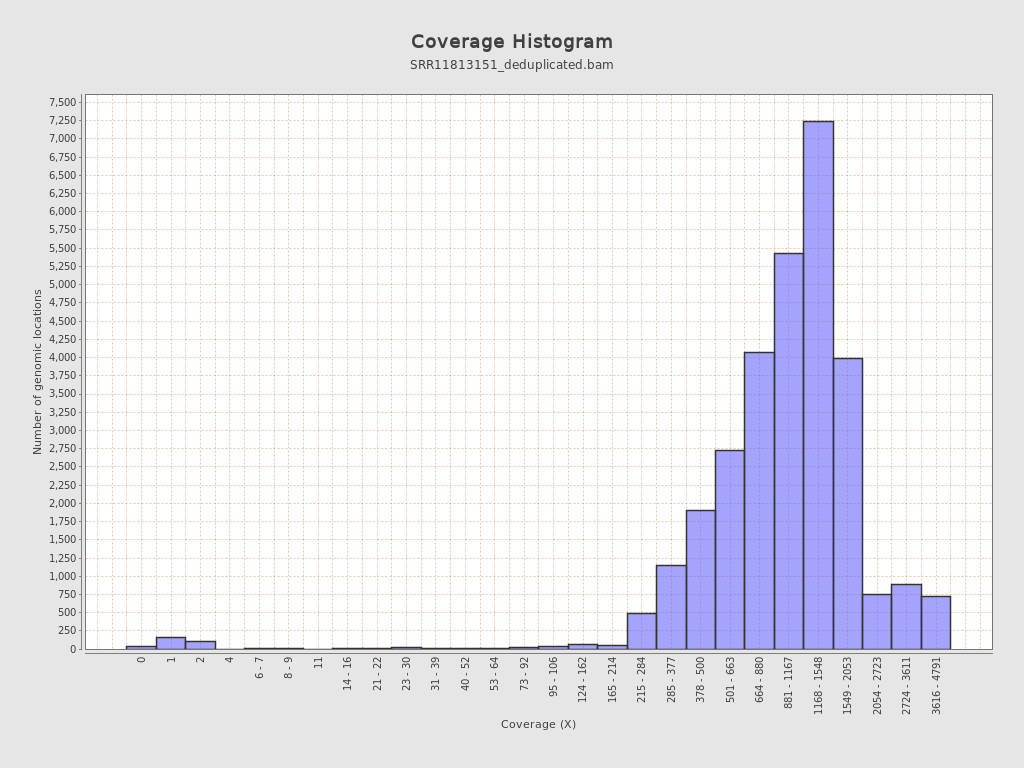 Coverage Histogram
SRR11813151_deduplicated.bam
Number of genomic locations
7,500
7,250
7,000
6,750
6,500
6,250
6,000
5,750
5,500
5,250
5,000
4,750
4,500
4,250
4,000
3,750
3,500
3,250
3,000
2,750
2,500
2,250
2,000
1,750
1,500
1,250
1,000
750
500
250
0
0
1
2
4
6 - 7
8 - 9
11
14 - 16
21 - 22
23 - 30
31 - 39
40 - 52
53 - 64
73 - 92
95 - 106
124 - 162
165 - 214
215 - 284
285 - 377
378 - 500
501 - 663
664 - 880
881 - 1167
1168 - 1548
1549 - 2053
2054 - 2723
2724 - 3611
3616 - 4791
Coverage (X)